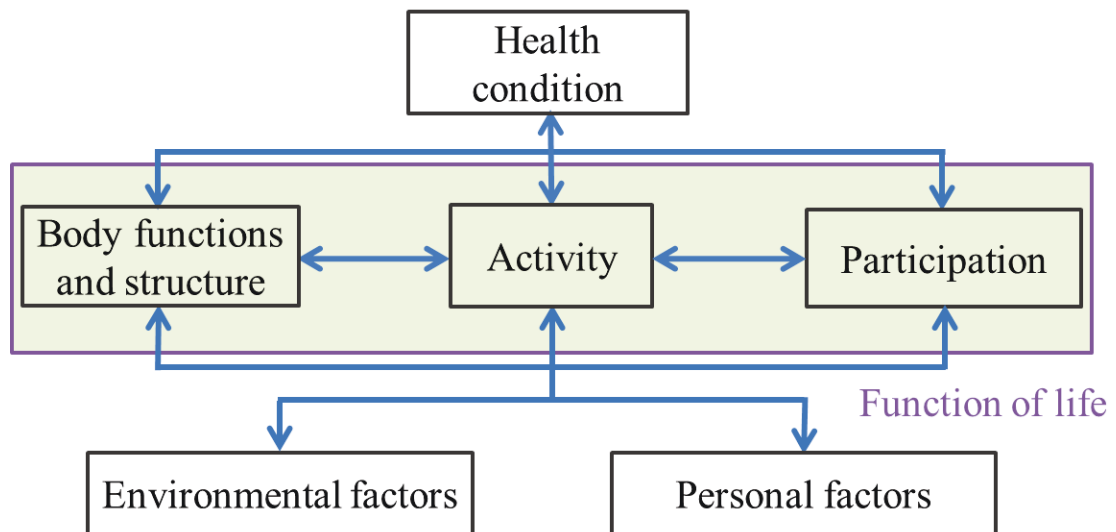 Health
condition
Body functions
and structure
Activity
Participation
Function of life
Environmental factors
Personal factors